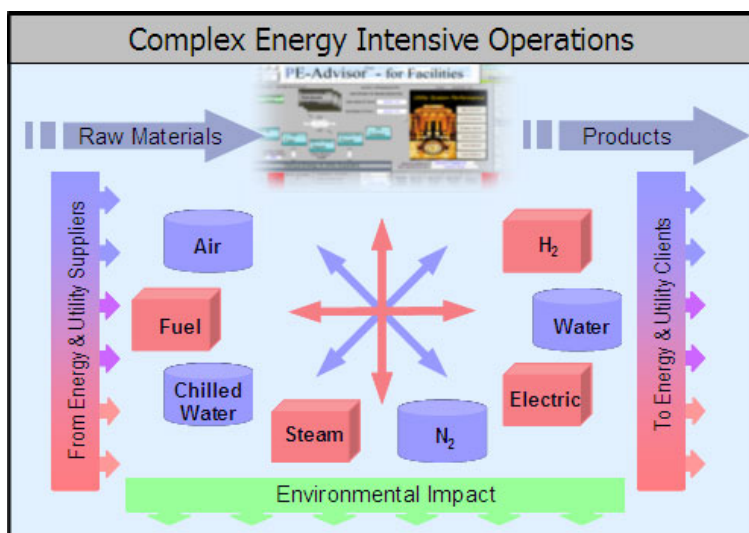 Complex Energy Intensive Operations
PE-Advisor™ - for Facilities
Raw Materials
Products
From Energy & Utility Suppliers
Air
Fuel
Chilled
Water
Steam
N₂
Electric
Water
H₂
To Energy & Utility Clients
Environmental Impact